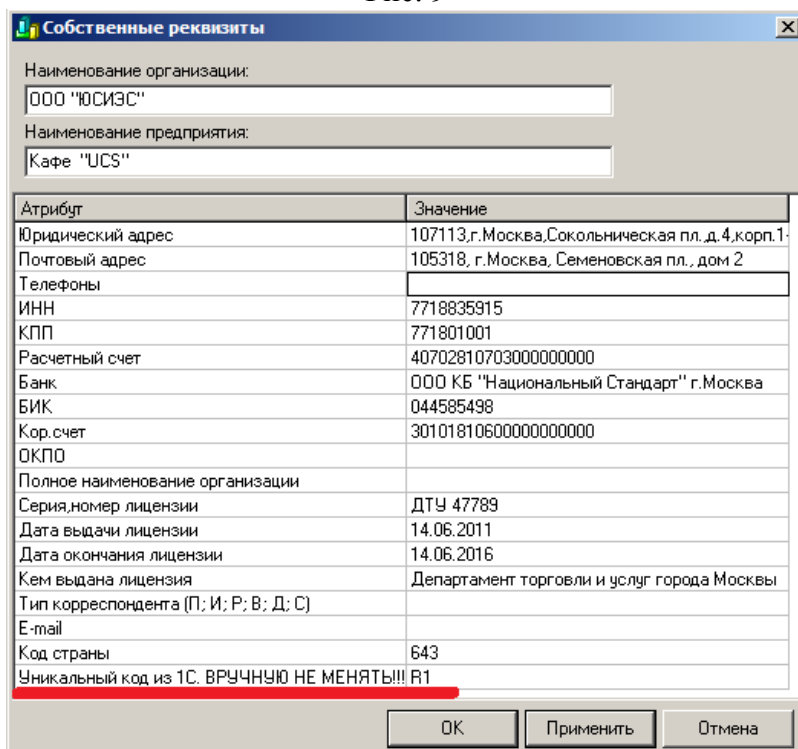 Собственные реквизиты
Наименование организации:
ООО "ЮСИЭС"
Наименование предприятия:
Кафе "UCS"
Атрибут Значение
Юридический адрес 107113,г.Москва,Сокольническая пл.,д.4,корп.1-
Почтовый адрес 105318, г.Москва, Семеновская пл., дом 2
Телефоны
ИНН 7718835915
КПП 771801001
Расчетный счет 40702810703000000000
Банк ООО КБ "Национальный Стандарт" г.Москва
БИК 044585498
Кор.счет 30101810600000000000
ОКПО
Полное наименование организации
Серия,номер лицензии ДТУ 47789
Дата выдачи лицензии 14.06.2011
Дата окончания лицензии 14.06.2016
Кем выдана лицензия Департамент торговли и услуг города Москвы
Тип корреспондента (П; И; Р; В; Д; С)
E-mail
Код страны 643
Уникальный код из 1С. ВРУЧНУЮ НЕ МЕНЯТЬ!!! R1
ОК Применить Отмена